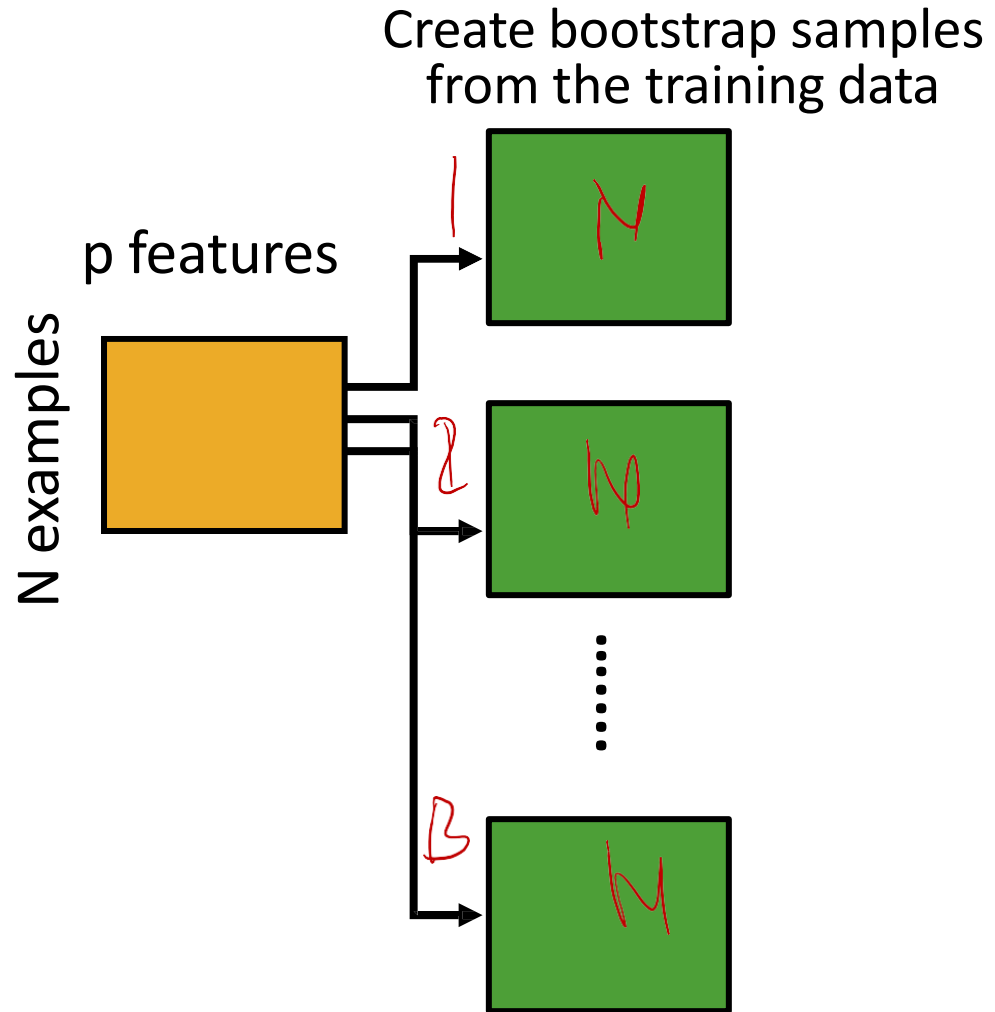 Create bootstrap samples
from the training data
1
N
p features
N examples
2
N
B
N